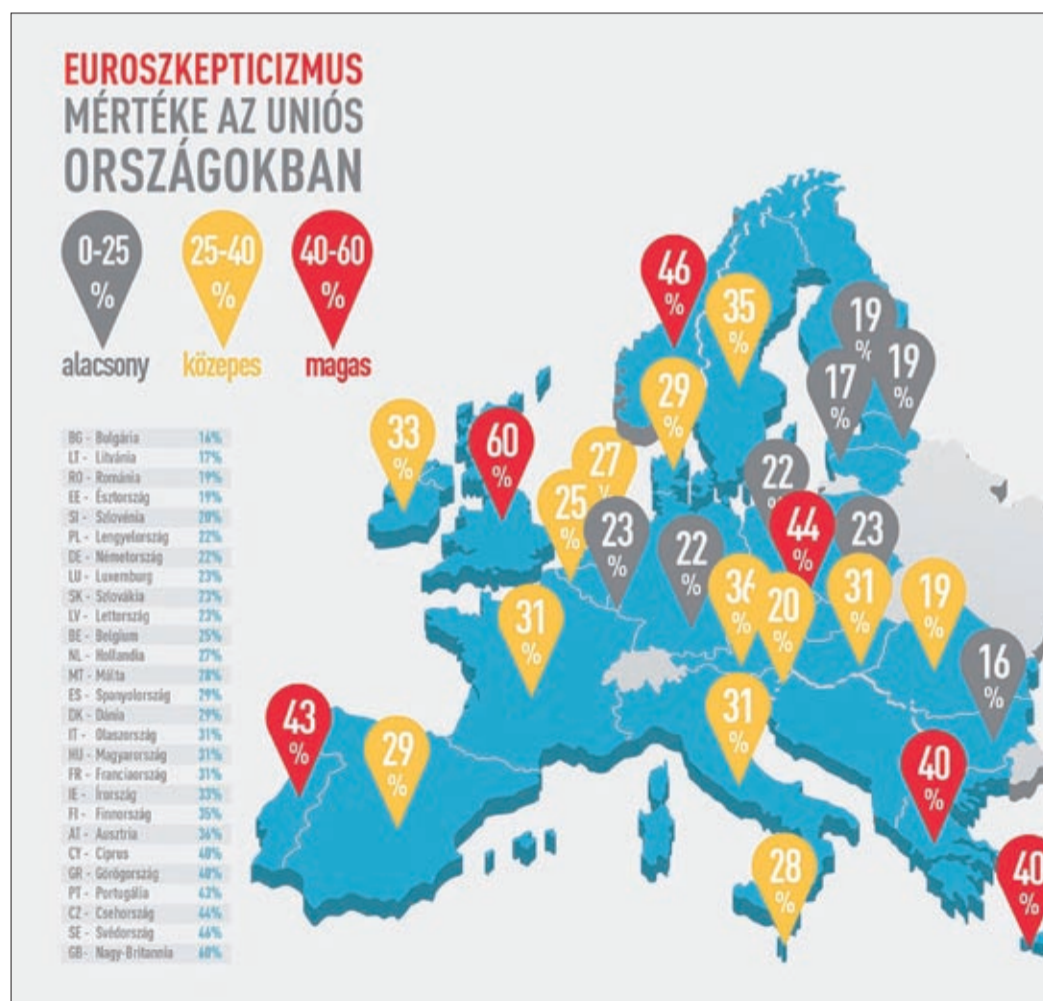 EUROSZKEPTICIZMUS
MÉRTÉKE AZ UNIÓS
ORSZÁGOKBAN
0-25 %
alacsony
25-40 %
közepes
40-60 %
magas
BG - Bulgária 16%
LT - Litvánia 17%
RO - Románia 19%
EE - Észtország 19%
SI - Szlovénia 20%
PL - Lengyelország 22%
DE - Németország 22%
LU - Luxemburg 23%
SK - Szlovákia 23%
LV - Lettország 23%
BE - Belgium 25%
NL - Hollandia 27%
MT - Málta 28%
ES - Spanyolország 29%
DK - Dánia 29%
IT - Olaszország 31%
HU - Magyarország 31%
FR - Franciaország 31%
IE - Írország 33%
FI - Finnország 35%
AT - Ausztria 36%
CY - Ciprus 40%
GR - Görögország 40%
PT - Portugália 43%
CZ - Csehország 44%
SE - Svédország 46%
GB - Nagy-Britannia 60%
46 %
35 %
19 %
19 %
17 %
29 %
33 %
60 %
27 %
25 %
22 %
23 %
22 %
44 %
23
36 %
20 %
31 %
19 %
31 %
16 %
43 %
29 %
31 %
40 %
28 %
40 %